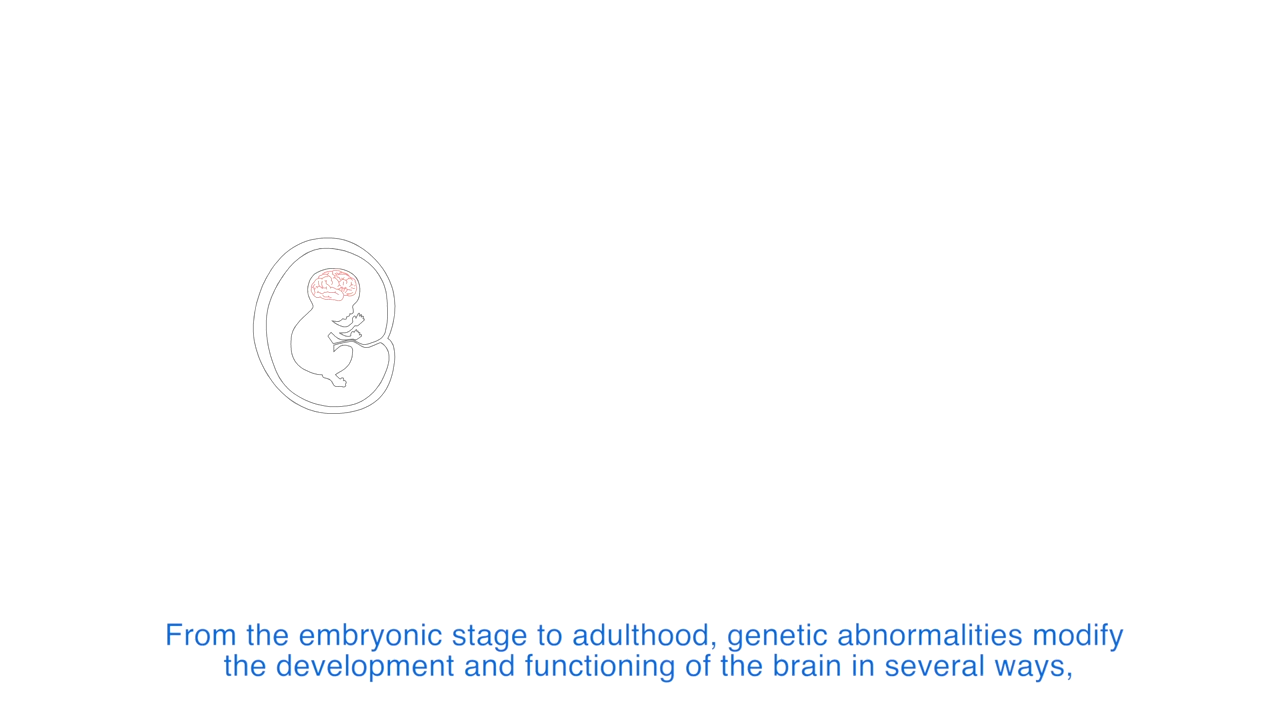 From the embryonic stage to adulthood, genetic abnormalities modify
the development and functioning of the brain in several ways,